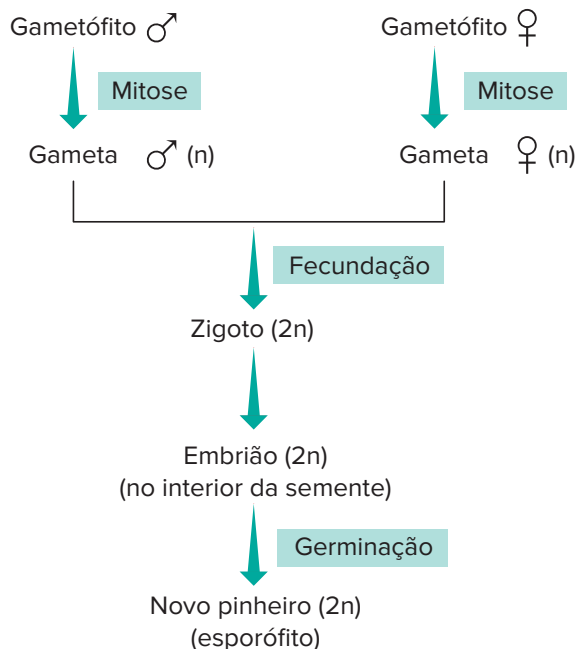 Gametófito ♂ Gametófito ♀
Mitose Mitose
Gameta ♂ (n) Gameta ♀ (n)
Fecundação
Zigoto (2n)
Embrião (2n)
(no interior da semente)
Germinação
Novo pinheiro (2n)
(esporófito)